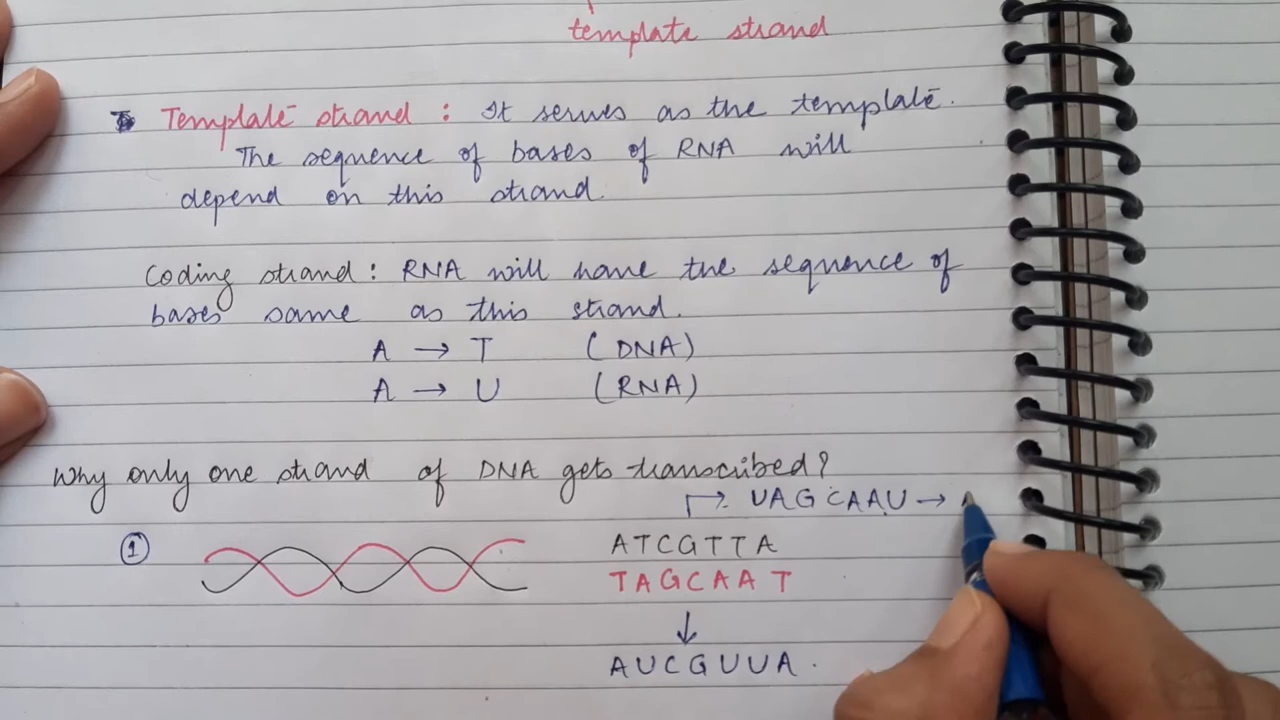 template strand
Template strand : It serves as the template.
The sequence of bases of RNA will
depend on this strand.
Coding strand : RNA will have the sequence of
bases same as this strand.
A → T (DNA)
A → U (RNA)
Why only one strand of DNA gets transcribed?
→ UAGCAAU →
① ATCGTTA
TAGCAAT
↓
AUCGUUA .